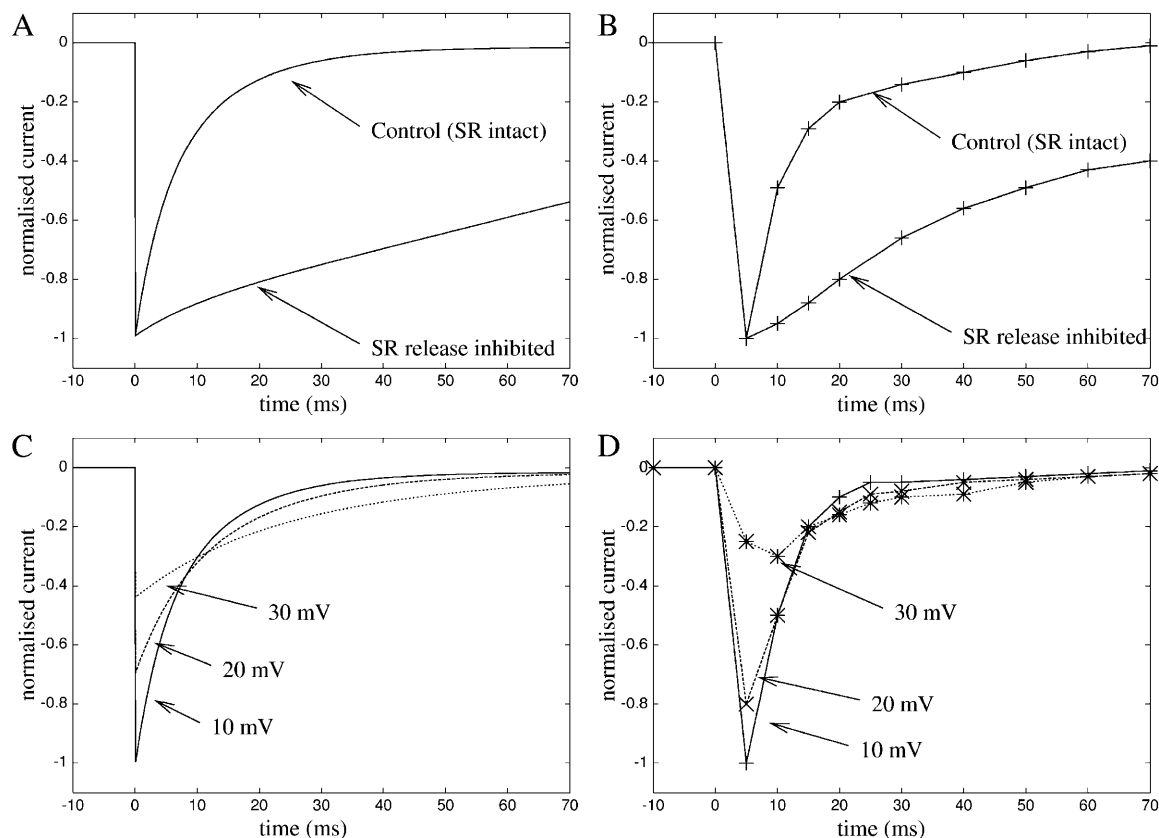 A
normalised current
0
-0.2
-0.4
-0.6
-0.8
-1
Control (SR intact)
SR release inhibited
-10 0 10 20 30 40 50 60 70
time (ms)
B
normalised current
0
-0.2
-0.4
-0.6
-0.8
-1
Control (SR intact)
SR release inhibited
-10 0 10 20 30 40 50 60 70
time (ms)
C
normalised current
0
-0.2
-0.4
-0.6
-0.8
-1
30 mV
20 mV
10 mV
-10 0 10 20 30 40 50 60 70
time (ms)
D
normalised current
0
-0.2
-0.4
-0.6
-0.8
-1
30 mV
20 mV
10 mV
-10 0 10 20 30 40 50 60 70
time (ms)